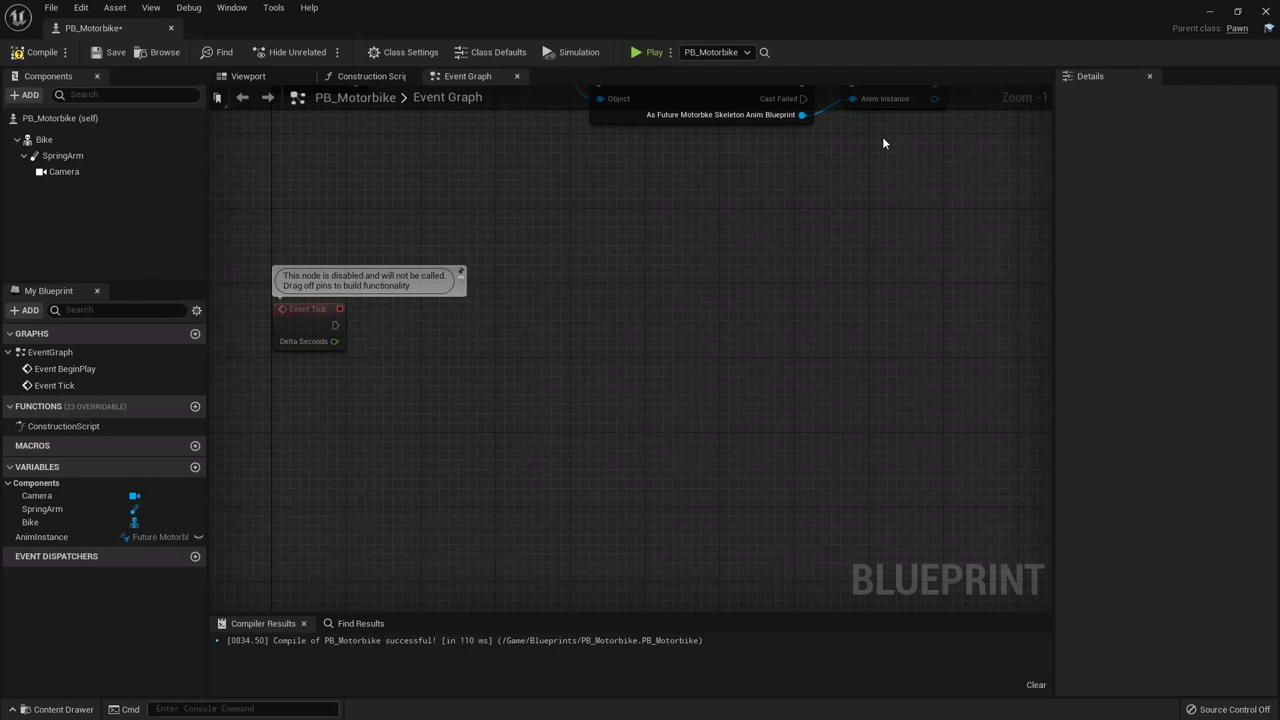 File Edit Asset View Debug Window Tools Help
PB_Motorbike*
Parent class: Pawn
Compile Save Browse Find Hide Unrelated Class Settings Class Defaults Simulation Play PB_Motorbike
Components Viewport Construction Scrip Event Graph Details
ADD Search
PB_Motorbike > Event Graph
Zoom -1
Object Cast Failed Anim Instance
As Future Motorbke Skeleton Anim Blueprint
PB_Motorbike (self)
Bike
SpringArm
Camera
This node is disabled and will not be called.
Drag off pins to build functionality.
Event Tick
Delta Seconds
My Blueprint
ADD Search
GRAPHS
EventGraph
Event BeginPlay
Event Tick
FUNCTIONS (23 OVERRIDABLE)
ConstructionScript
MACROS
VARIABLES
Components
Camera
SpringArm
Bike
AnimInstance Future Motorbl
EVENT DISPATCHERS
BLUEPRINT
Compiler Results Find Results
[0834.50] Compile of PB_Motorbike successful! [in 110 ms] (/Game/Blueprints/PB_Motorbike.PB_Motorbike)
Clear
Content Drawer Cmd Enter Console Command Source Control Off